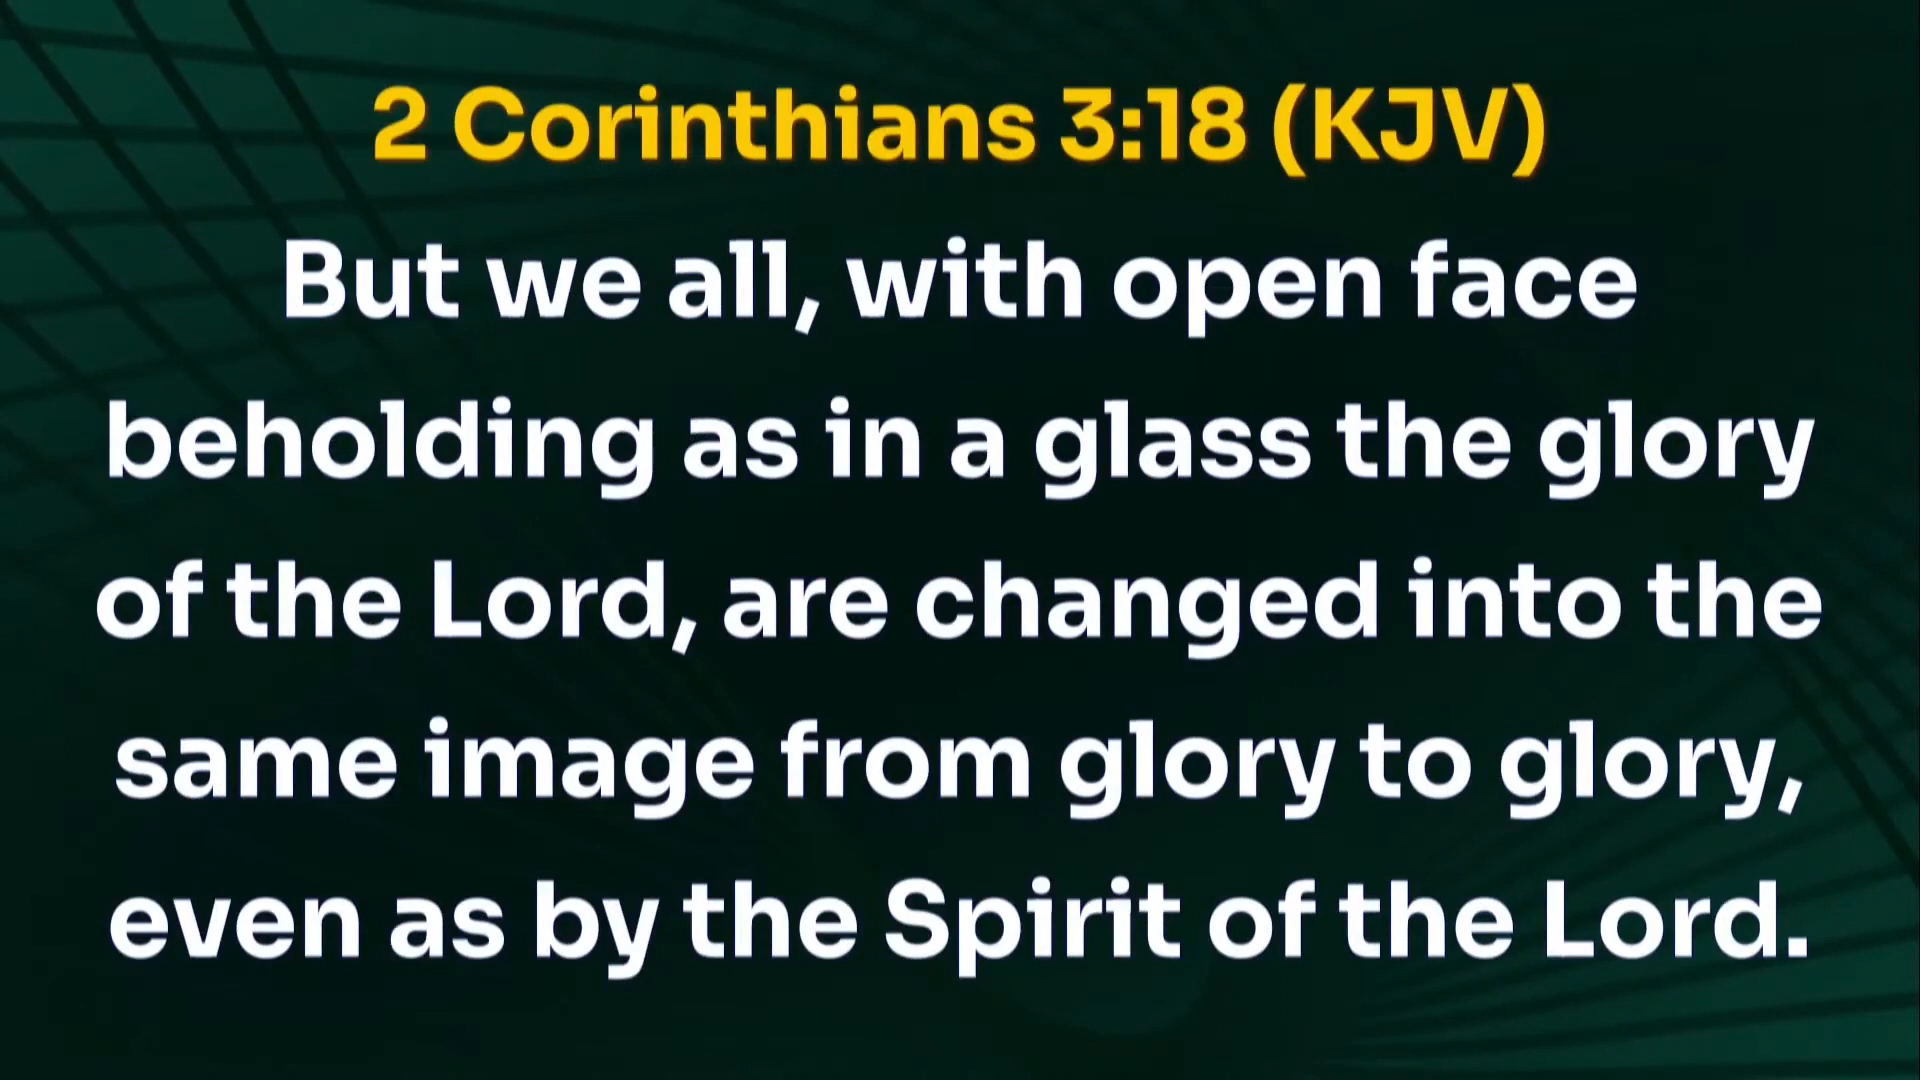 2 Corinthians 3:18 (KJV)
But we all, with open face
beholding as in a glass the glory
of the Lord, are changed into the
same image from glory to glory,
even as by the Spirit of the Lord.